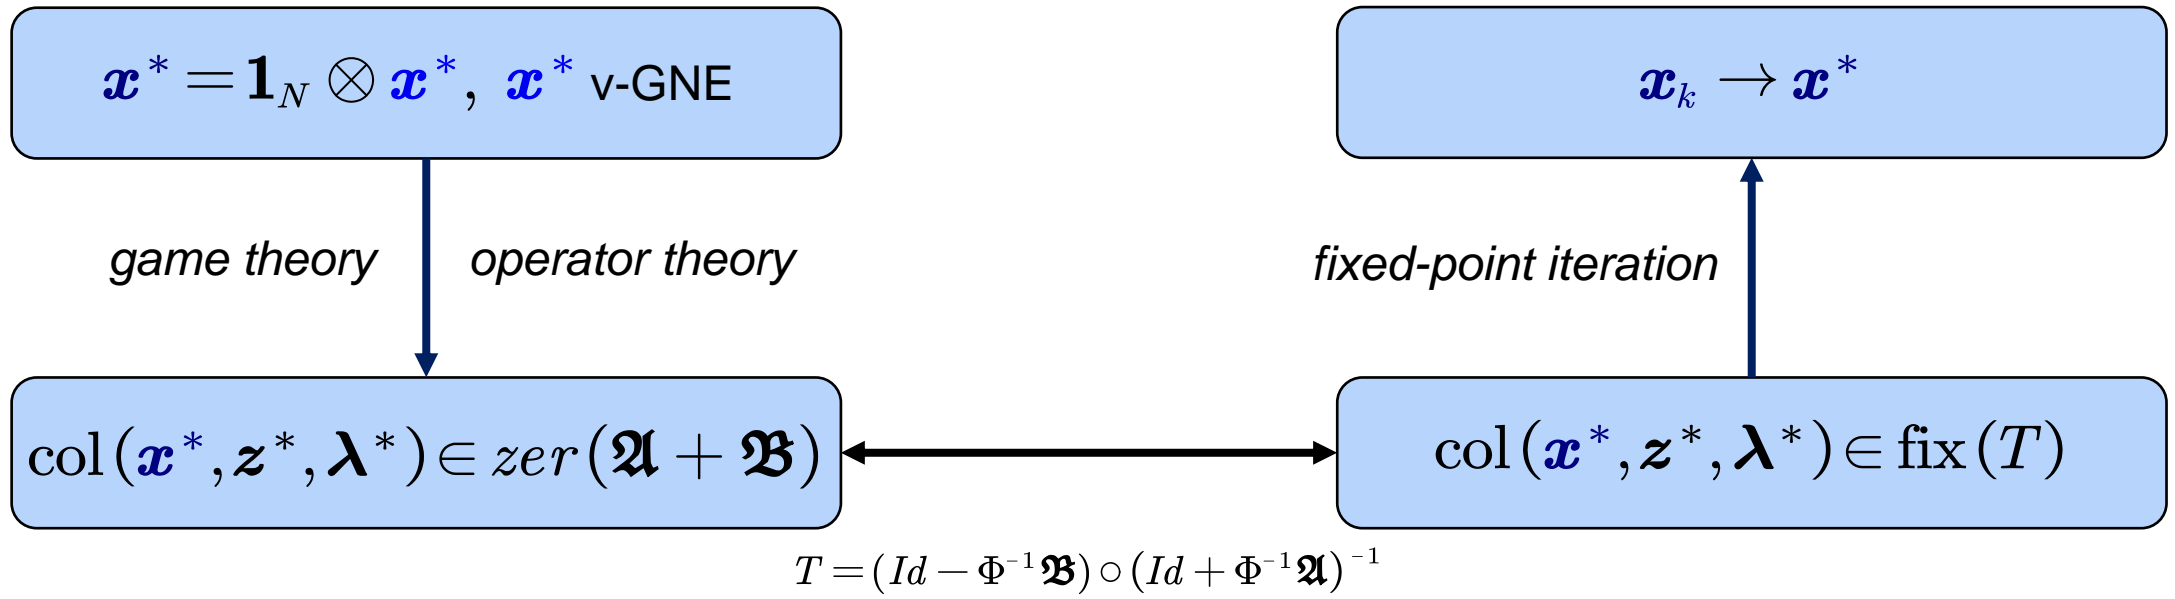 𝒙* = 𝟏_N ⊗ 𝒙*, 𝒙* v-GNE
𝒙_k → 𝒙*
game theory
operator theory
fixed-point iteration
col(𝒙*, 𝒛*, 𝝀*) ∈ zer(𝕬 + 𝕭)
col(𝒙*, 𝒛*, 𝝀*) ∈ fix(T)
T = (Id − Φ⁻¹𝕭) ∘ (Id + Φ⁻¹𝕬)⁻¹